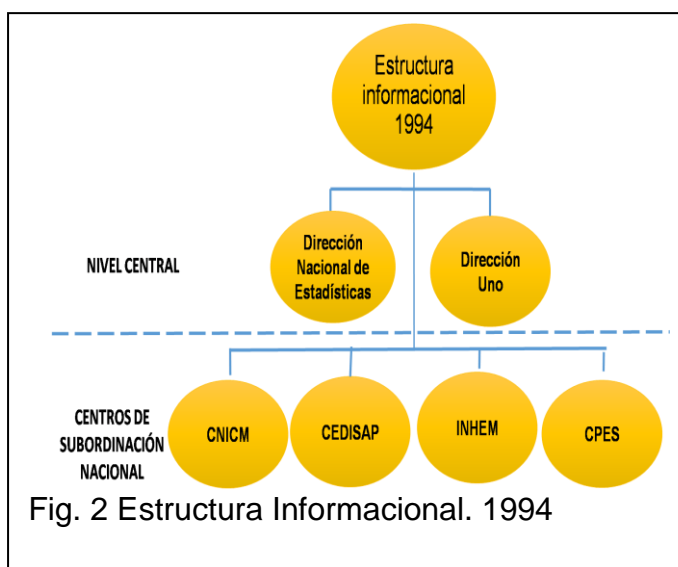 Estructura
informacional
1994
NIVEL CENTRAL
Dirección
Nacional de
Estadísticas
Dirección
Uno
CENTROS DE
SUBORDINACIÓN
NACIONAL
CNICM
CEDISAP
INHEM
CPES
Fig. 2 Estructura Informacional. 1994